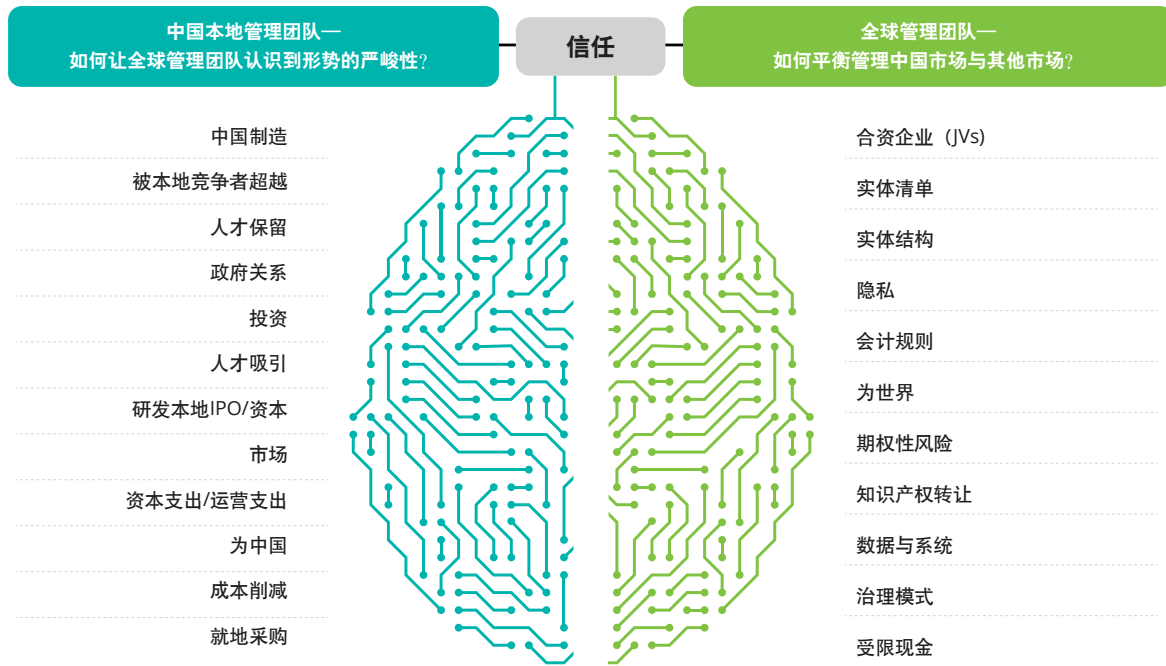 中国本地管理团队—
如何让全球管理团队认识到形势的严峻性?
信任
全球管理团队—
如何平衡管理中国市场与其他市场?
中国制造
被本地竞争者超越
人才保留
政府关系
投资
人才吸引
研发本地IPO/资本
市场
资本支出/运营支出
为中国
成本削减
就地采购
合资企业（JVs)
实体清单
实体结构
隐私
会计规则
为世界
期权性风险
知识产权转让
数据与系统
治理模式
受限现金